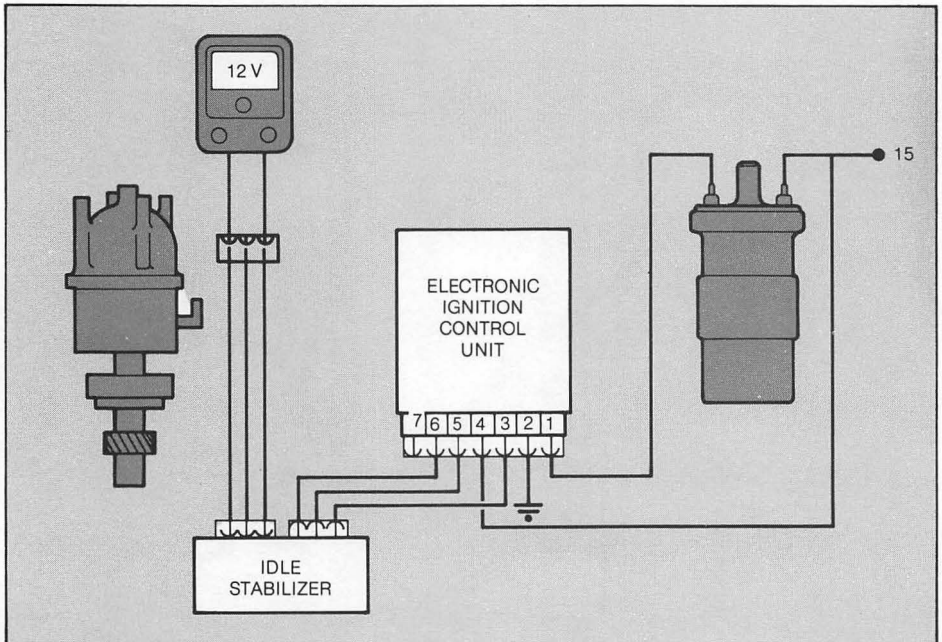 12 V
15
ELECTRONIC
IGNITION
CONTROL
UNIT
7 6 5 4 3 2 1
IDLE
STABILIZER